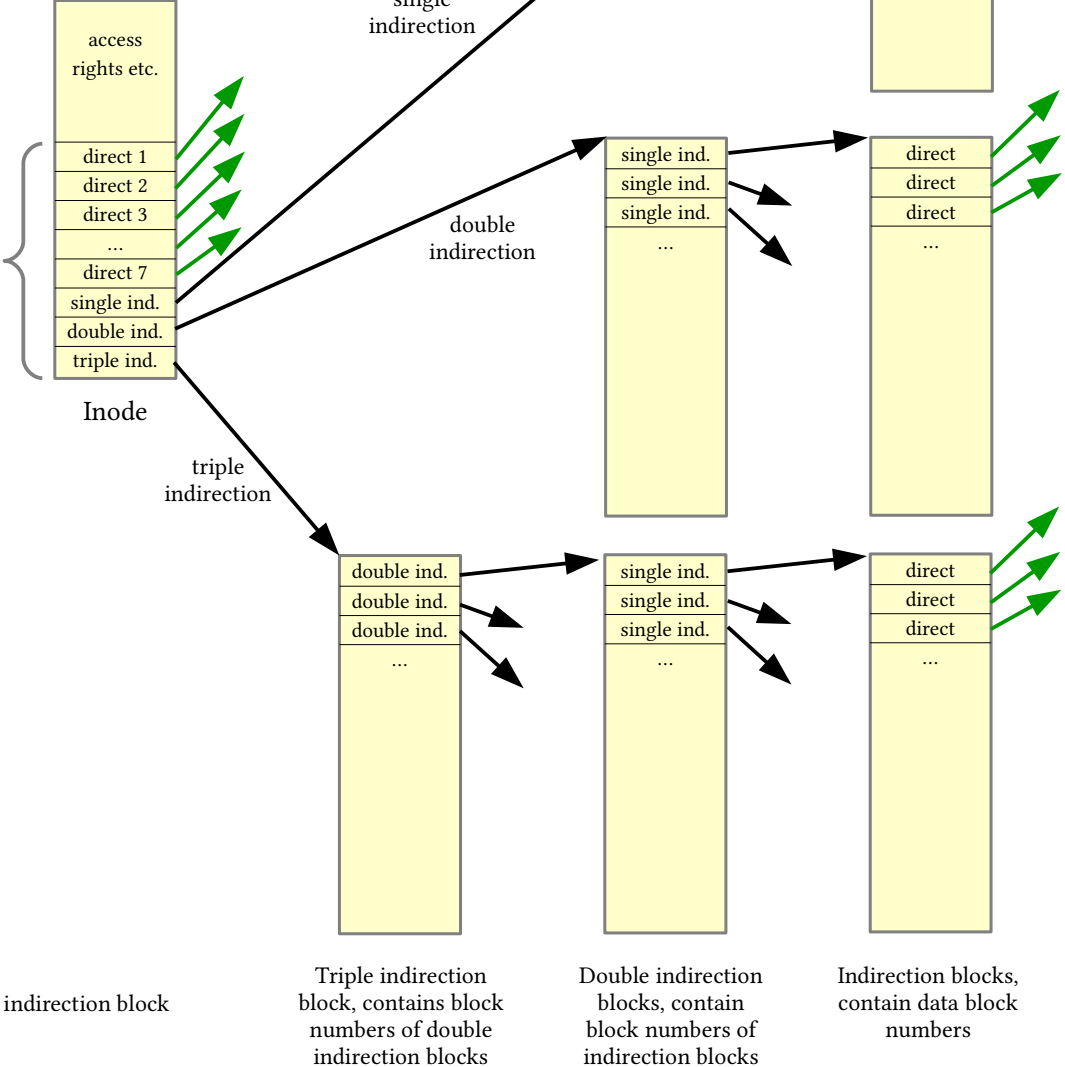 single
indirection
access
rights etc.
direct 1
direct 2
direct 3
...
direct 7
single ind.
double ind.
triple ind.
Inode
double
indirection
single ind.
single ind.
single ind.
...
direct
direct
direct
...
triple
indirection
double ind.
double ind.
double ind.
...
single ind.
single ind.
single ind.
...
direct
direct
direct
...
indirection block
Triple indirection
block, contains block
numbers of double
indirection blocks
Double indirection
blocks, contain
block numbers of
indirection blocks
Indirection blocks,
contain data block
numbers